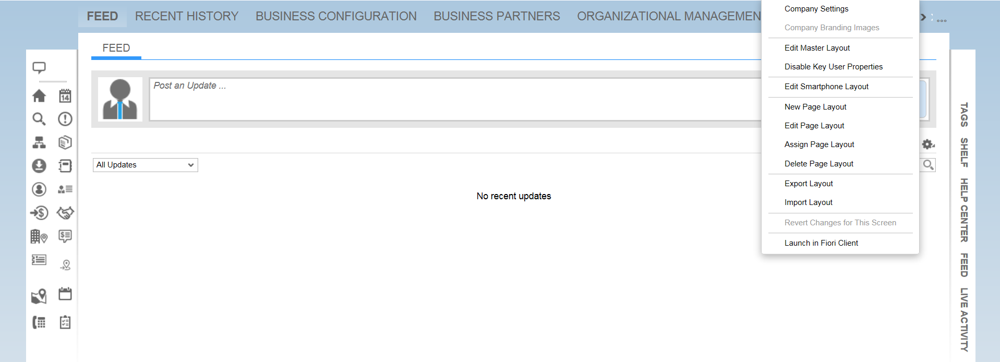 FEED
RECENT HISTORY
BUSINESS CONFIGURATION
BUSINESS PARTNERS
ORGANIZATIONAL MANAGEMEN
FEED
Post an Update ...
All Updates
No recent updates
Company Settings
Company Branding Images
Edit Master Layout
Disable Key User Properties
Edit Smartphone Layout
New Page Layout
Edit Page Layout
Assign Page Layout
Delete Page Layout
Export Layout
Import Layout
Revert Changes for This Screen
Launch in Fiori Client
14
TAGS
SHELF
HELP CENTER
FEED
LIVE ACTIVITY